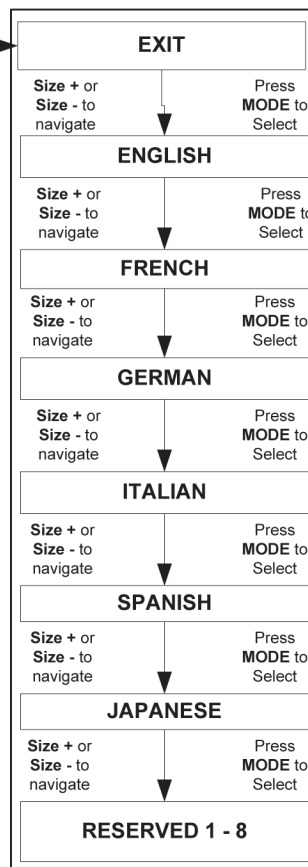 EXIT
Size + or
Size - to
navigate
Press
MODE to
Select
ENGLISH
Size + or
Size - to
navigate
Press
MODE to
Select
FRENCH
Size + or
Size - to
navigate
Press
MODE to
Select
GERMAN
Size + or
Size - to
navigate
Press
MODE to
Select
ITALIAN
Size + or
Size - to
navigate
Press
MODE to
Select
SPANISH
Size + or
Size - to
navigate
Press
MODE to
Select
JAPANESE
Size + or
Size - to
navigate
Press
MODE to
Select
RESERVED 1 - 8